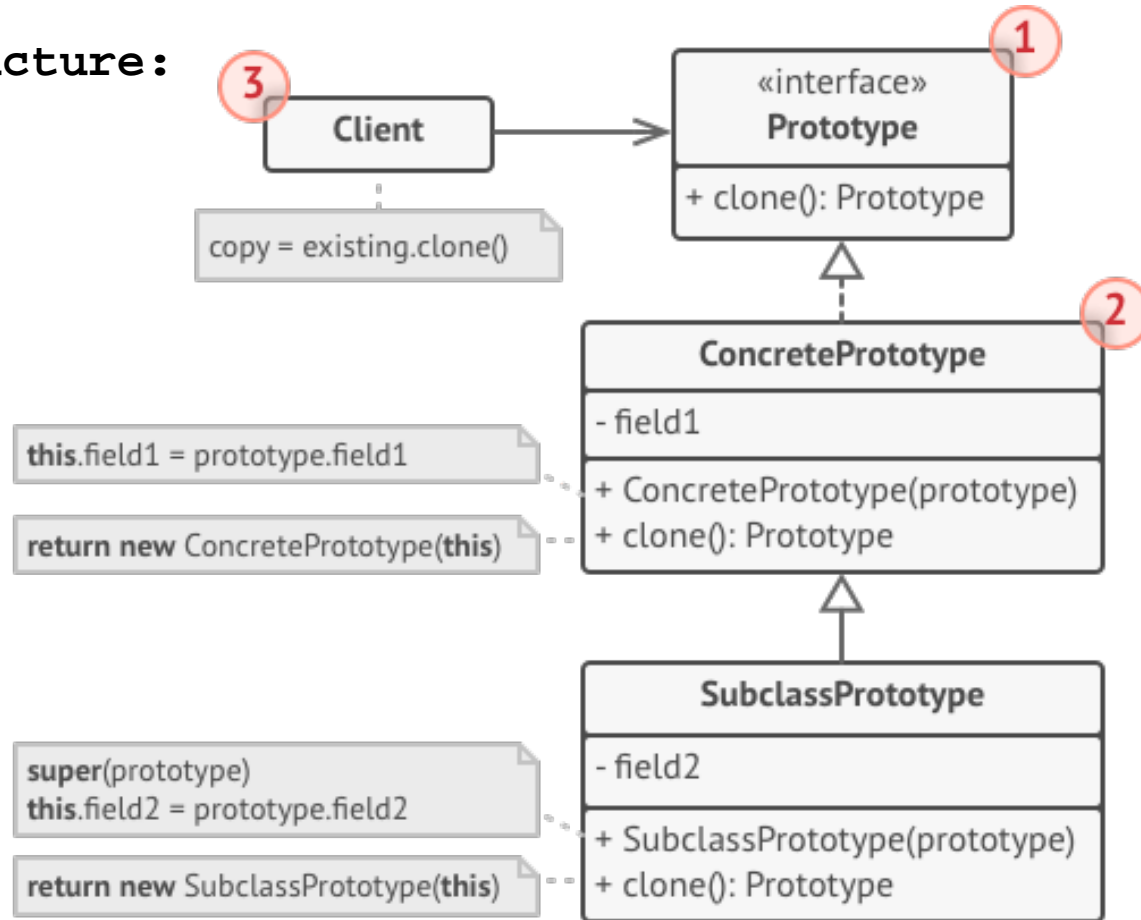 cture:
3
Client
copy = existing.clone()
1
«interface»
Prototype
+ clone(): Prototype
2
ConcretePrototype
- field1
+ ConcretePrototype(prototype)
+ clone(): Prototype
this.field1 = prototype.field1
return new ConcretePrototype(this)
SubclassPrototype
- field2
+ SubclassPrototype(prototype)
+ clone(): Prototype
super(prototype)
this.field2 = prototype.field2
return new SubclassPrototype(this)